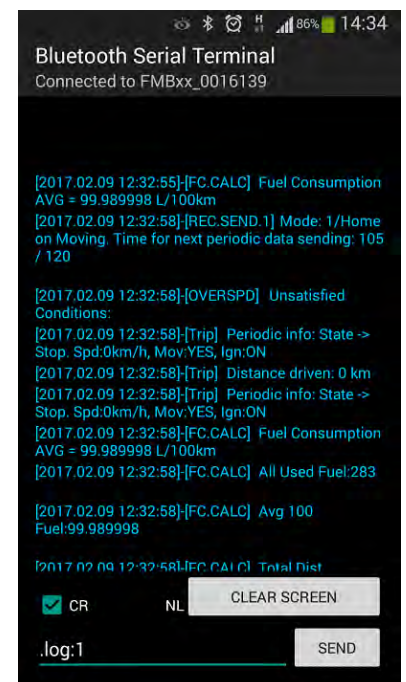 H 86% 14:34
Bluetooth Serial Terminal
Connected to FMBxx_0016139
[2017.02.09 12:32:55]-[FC.CALC] Fuel Consumption
AVG = 99.989998 L/100km
[2017.02.09 12:32:58]-[REC.SEND.1] Mode: 1/Home
on Moving. Time for next periodic data sending: 105
/ 120
[2017.02.09 12:32:58]-[OVERSPD] Unsatisfied
Conditions:
[2017.02.09 12:32:58]-[Trip] Periodic info: State ->
Stop. Spd:0km/h, Mov:YES, Ign:ON
[2017.02.09 12:32:58]-[Trip] Distance driven: 0 km
[2017.02.09 12:32:58]-[Trip] Periodic info: State ->
Stop. Spd:0km/h, Mov:YES, Ign:ON
[2017.02.09 12:32:58]-[FC.CALC] Fuel Consumption
AVG = 99.989998 L/100km
[2017.02.09 12:32:58]-[FC.CALC] All Used Fuel:283
[2017.02.09 12:32:58]-[FC.CALC] Avg 100
Fuel:99.989998
[2017.02.09 12:32:58]-[FC.CALC] Total Dist
CR NL CLEAR SCREEN
.log:1 SEND